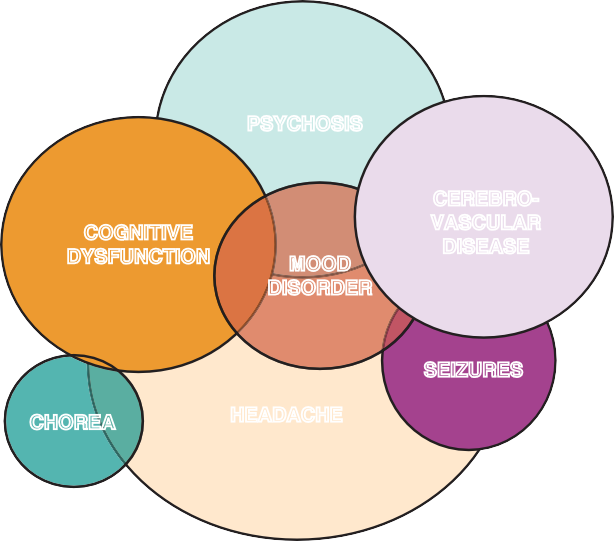 PSYCHOSIS
CEREBRO-
VASCULAR
DISEASE
COGNITIVE
DYSFUNCTION
MOOD
DISORDER
SEIZURES
HEADACHE
CHOREA